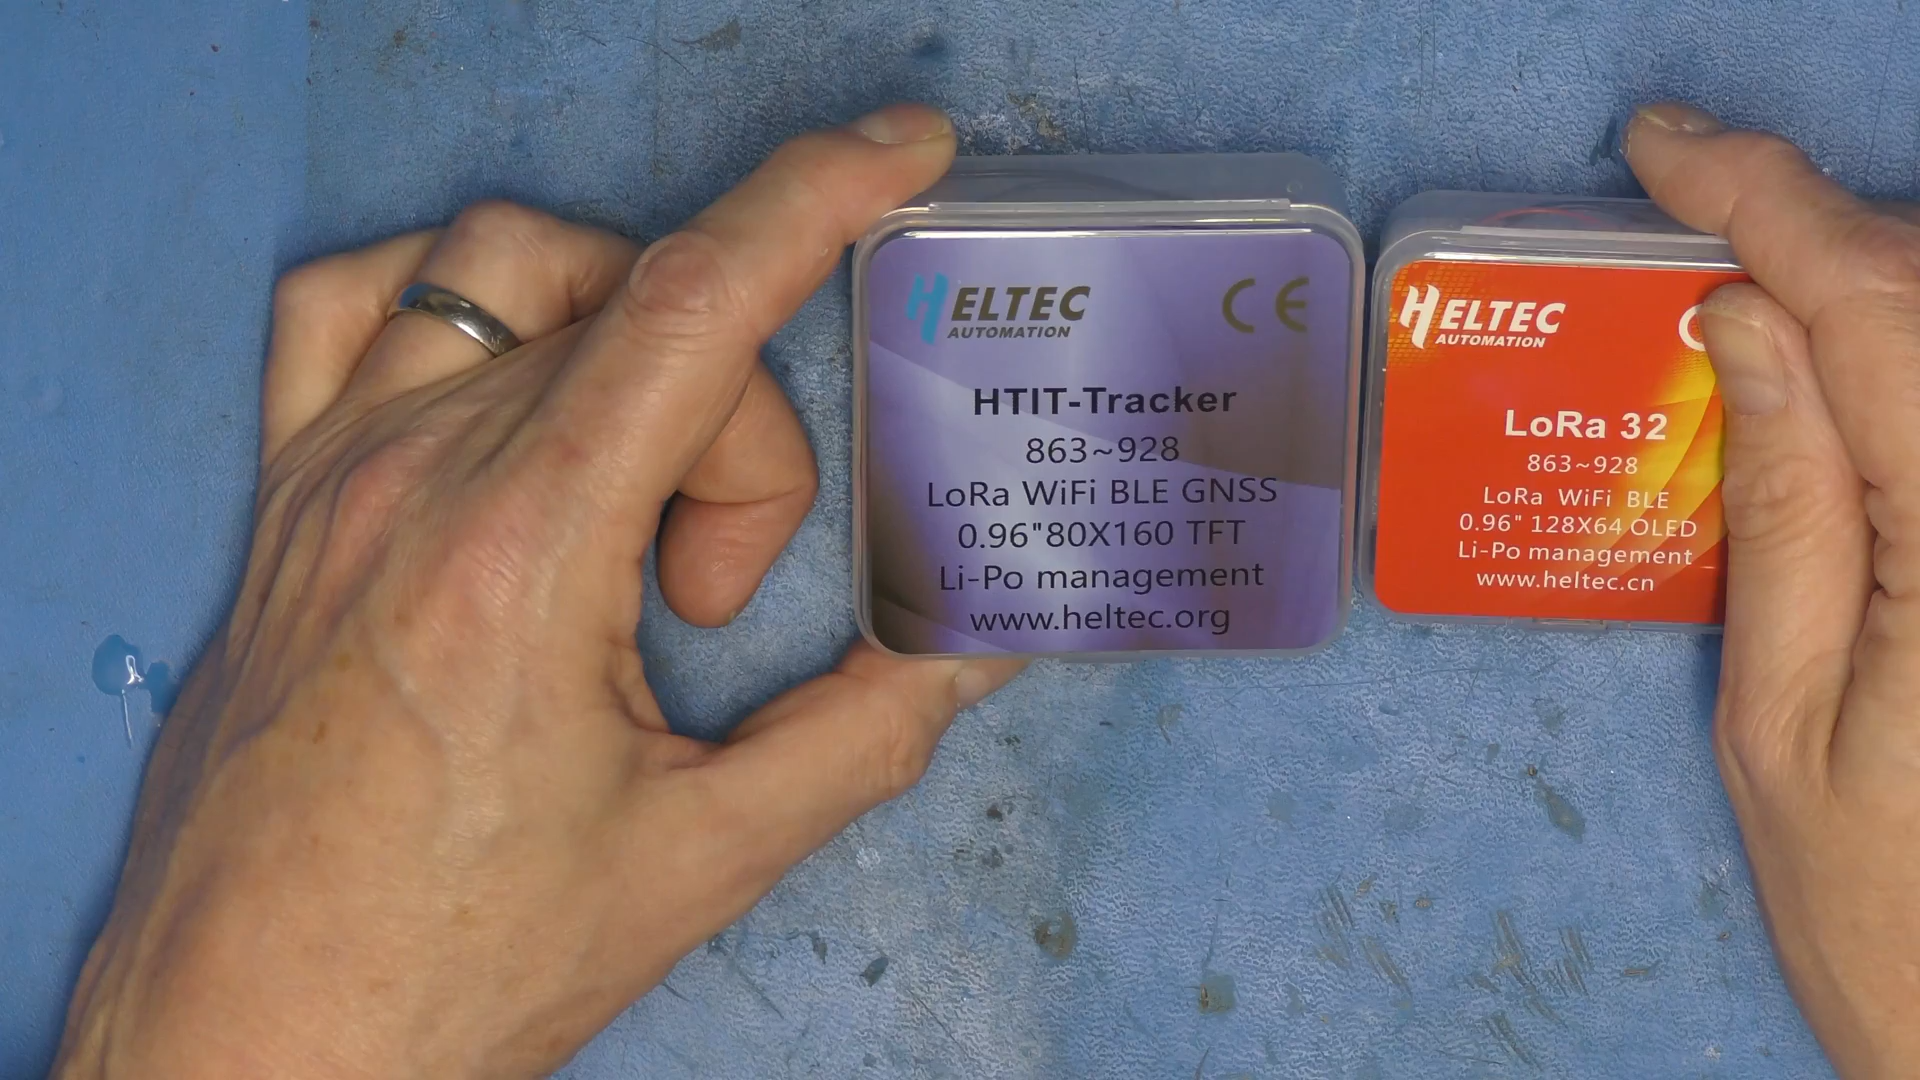 HELTEC
AUTOMATION
CE
HTIT-Tracker
863~928
LoRa WiFi BLE GNSS
0.96"80X160 TFT
Li-Po management
www.heltec.org
HELTEC
AUTOMATION
LoRa 32
863~928
LoRa WiFi BLE
0.96" 128X64 OLED
Li-Po management
www.heltec.cn